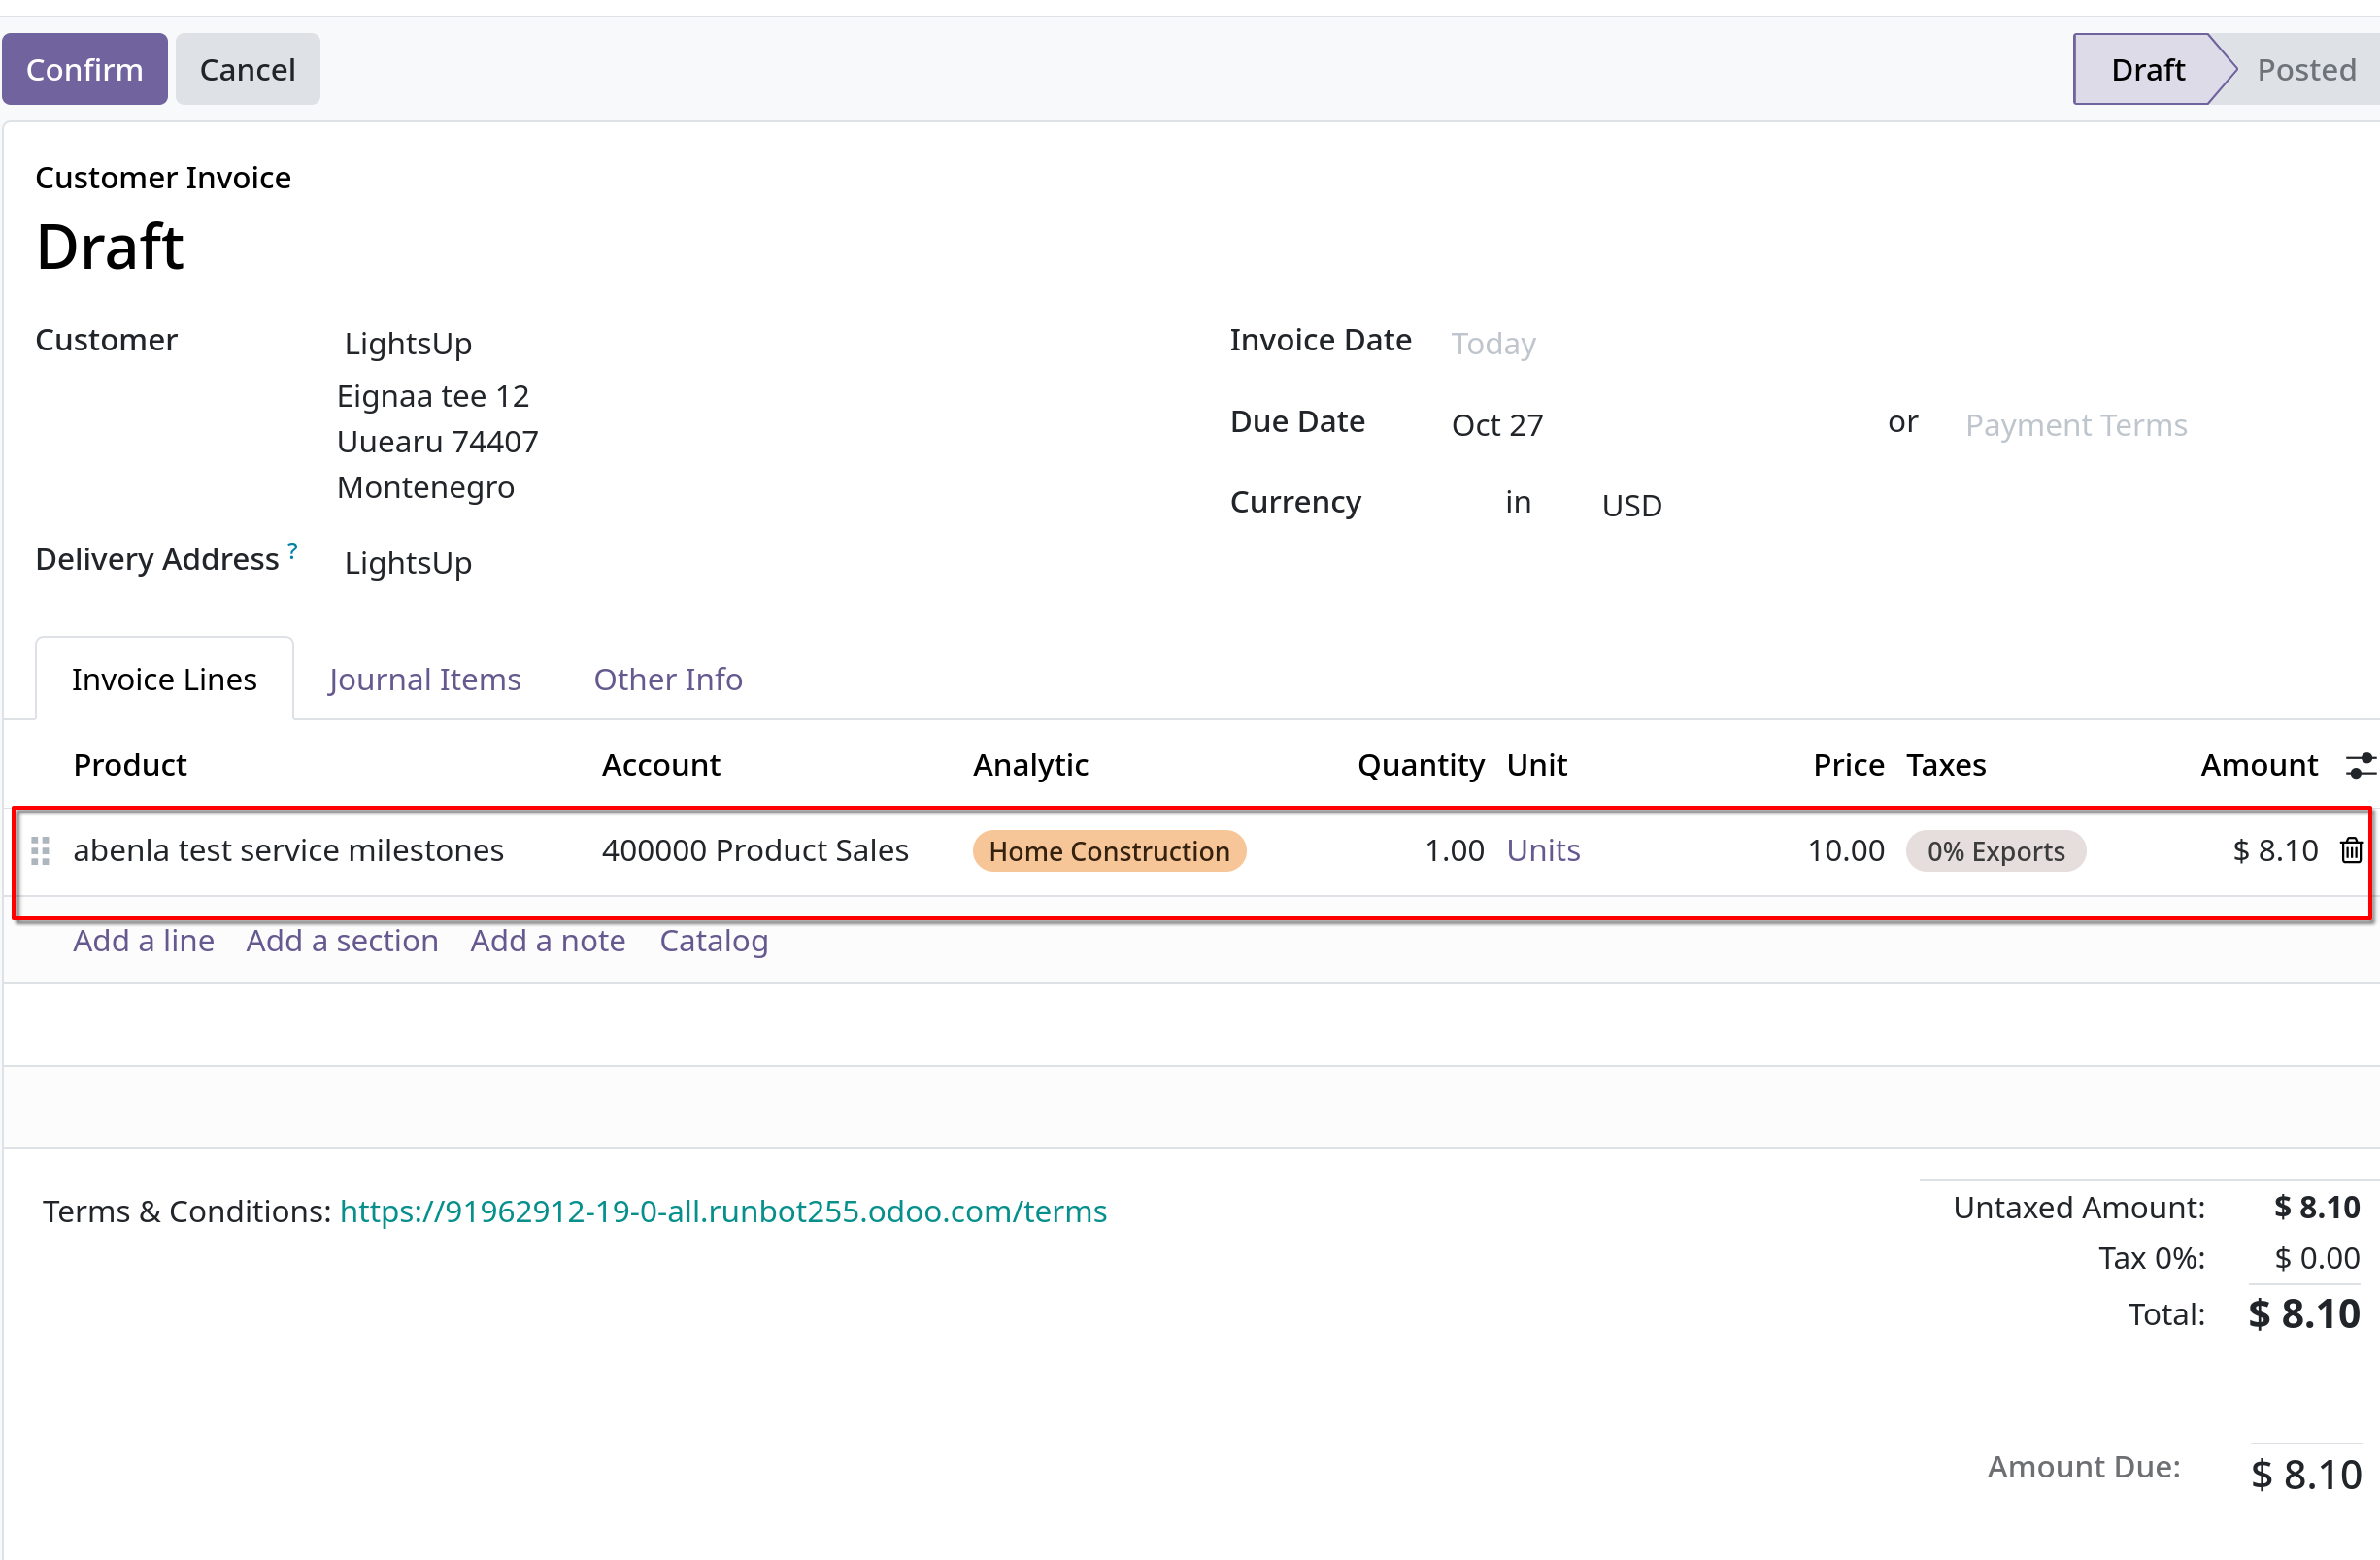 Confirm Cancel Draft Posted
Customer Invoice
Draft
Customer LightsUp Invoice Date Today
Eignaa tee 12
Uuearu 74407 Due Date Oct 27 or Payment Terms
Montenegro Currency in USD
Delivery Address ? LightsUp
Invoice Lines Journal Items Other Info
Product Account Analytic Quantity Unit Price Taxes Amount
abenla test service milestones 400000 Product Sales Home Construction 1.00 Units 10.00 0% Exports $ 8.10
Add a line Add a section Add a note Catalog
Terms & Conditions: https://91962912-19-0-all.runbot255.odoo.com/terms Untaxed Amount: $ 8.10
Tax 0%: $ 0.00
Total: $ 8.10
Amount Due: $ 8.10